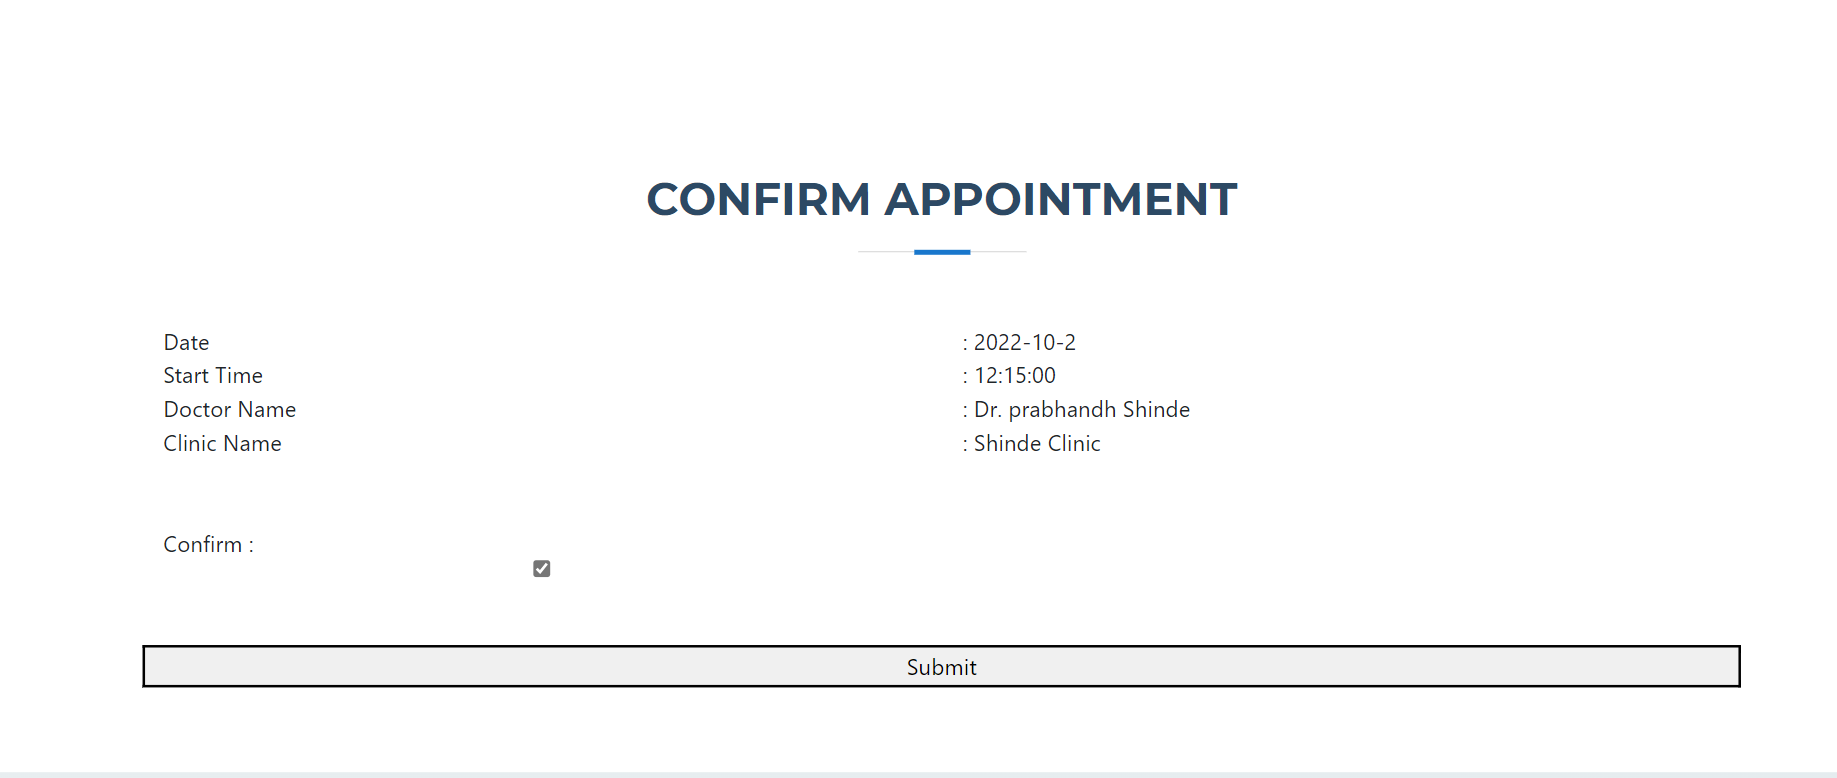 CONFIRM APPOINTMENT
Date : 2022-10-2
Start Time : 12:15:00
Doctor Name : Dr. prabhandh Shinde
Clinic Name : Shinde Clinic
Confirm :
Submit